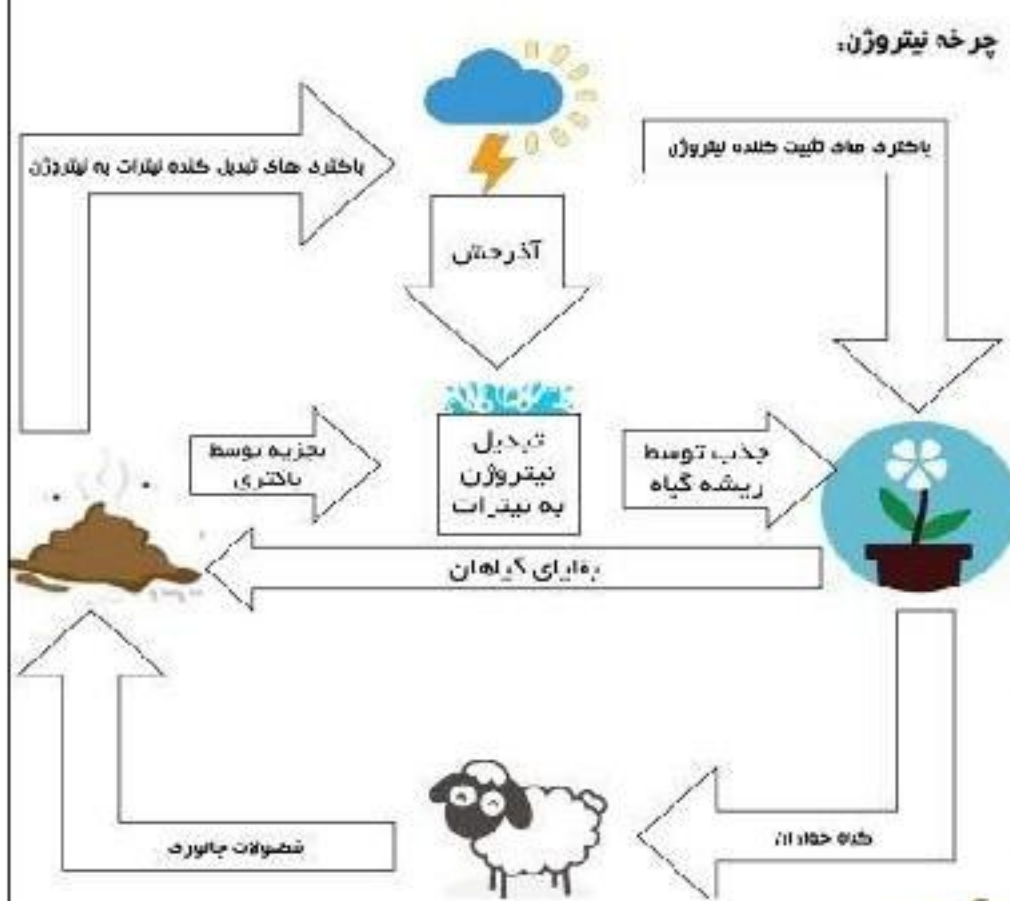 چرخه نیتروژن:
باکتری های تثبیت کننده نیتروژن
باکتری های تبدیل کننده نیترات به نیتروژن
آذرخش
جذب توسط
ریشه گیاه
تبدیل
نیتروژن
به نیترات
تجزیه توسط
باکتری
بقایای گیاهان
گیاه خواران
فضولات جانوری